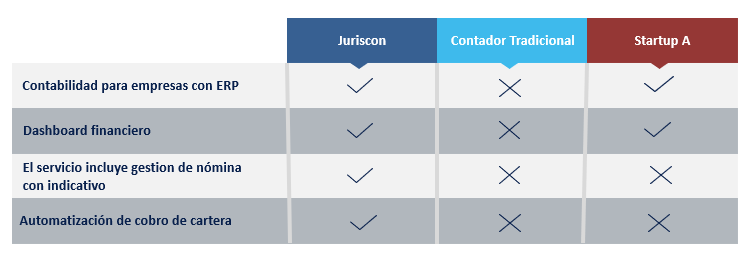 Juriscon
Contador Tradicional
Startup A
Contabilidad para empresas con ERP
Dashboard financiero
El servicio incluye gestion de nómina
con indicativo
Automatización de cobro de cartera